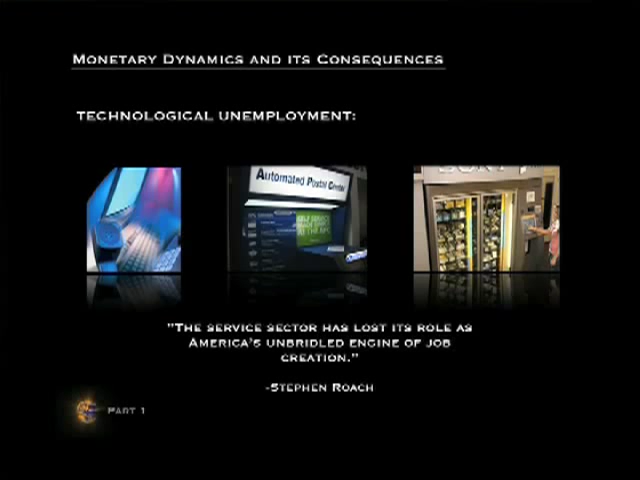 Monetary Dynamics and its Consequences
TECHNOLOGICAL UNEMPLOYMENT:
Automated Postal Center
"The service sector has lost its role as
America's unbridled engine of job
creation."
-Stephen Roach
Part 1